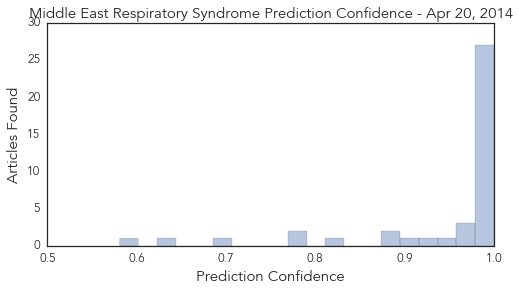 Middle East Respiratory Syndrome Prediction Confidence - Apr 20, 2014
30
25
20
15
10
5
0
Articles Found
0.5 0.6 0.7 0.8 0.9 1.0
Prediction Confidence